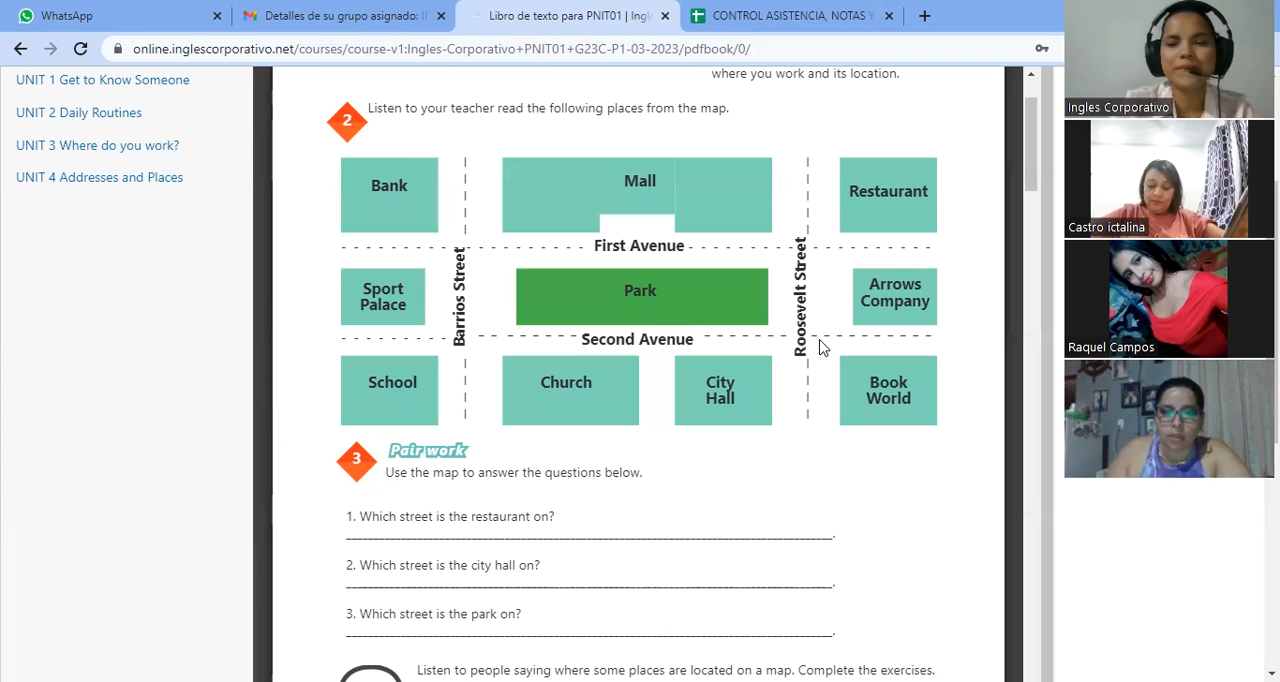 WhatsApp
Detalles de su grupo asignado: I
Libro de texto para PNIT01 | Ingl
CONTROL ASISTENCIA, NOTAS Y
online.inglescorporativo.net/courses/course-v1:Ingles-Corporativo+PNIT01+G23C-P1-03-2023/pdfbook/0/
UNIT 1 Get to Know Someone
UNIT 2 Daily Routines
UNIT 3 Where do you work?
UNIT 4 Addresses and Places
where you work and its location.
2
Listen to your teacher read the following places from the map.
Bank
Mall
Restaurant
First Avenue
Sport
Palace
Barrios Street
Park
Roosevelt Street
Arrows
Company
Second Avenue
School
Church
City
Hall
Book
World
3
Pair work
Use the map to answer the questions below.
1. Which street is the restaurant on?
2. Which street is the city hall on?
3. Which street is the park on?
Listen to people saying where some places are located on a map. Complete the exercises.
Ingles Corporativo
Castro ictalina
Raquel Campos